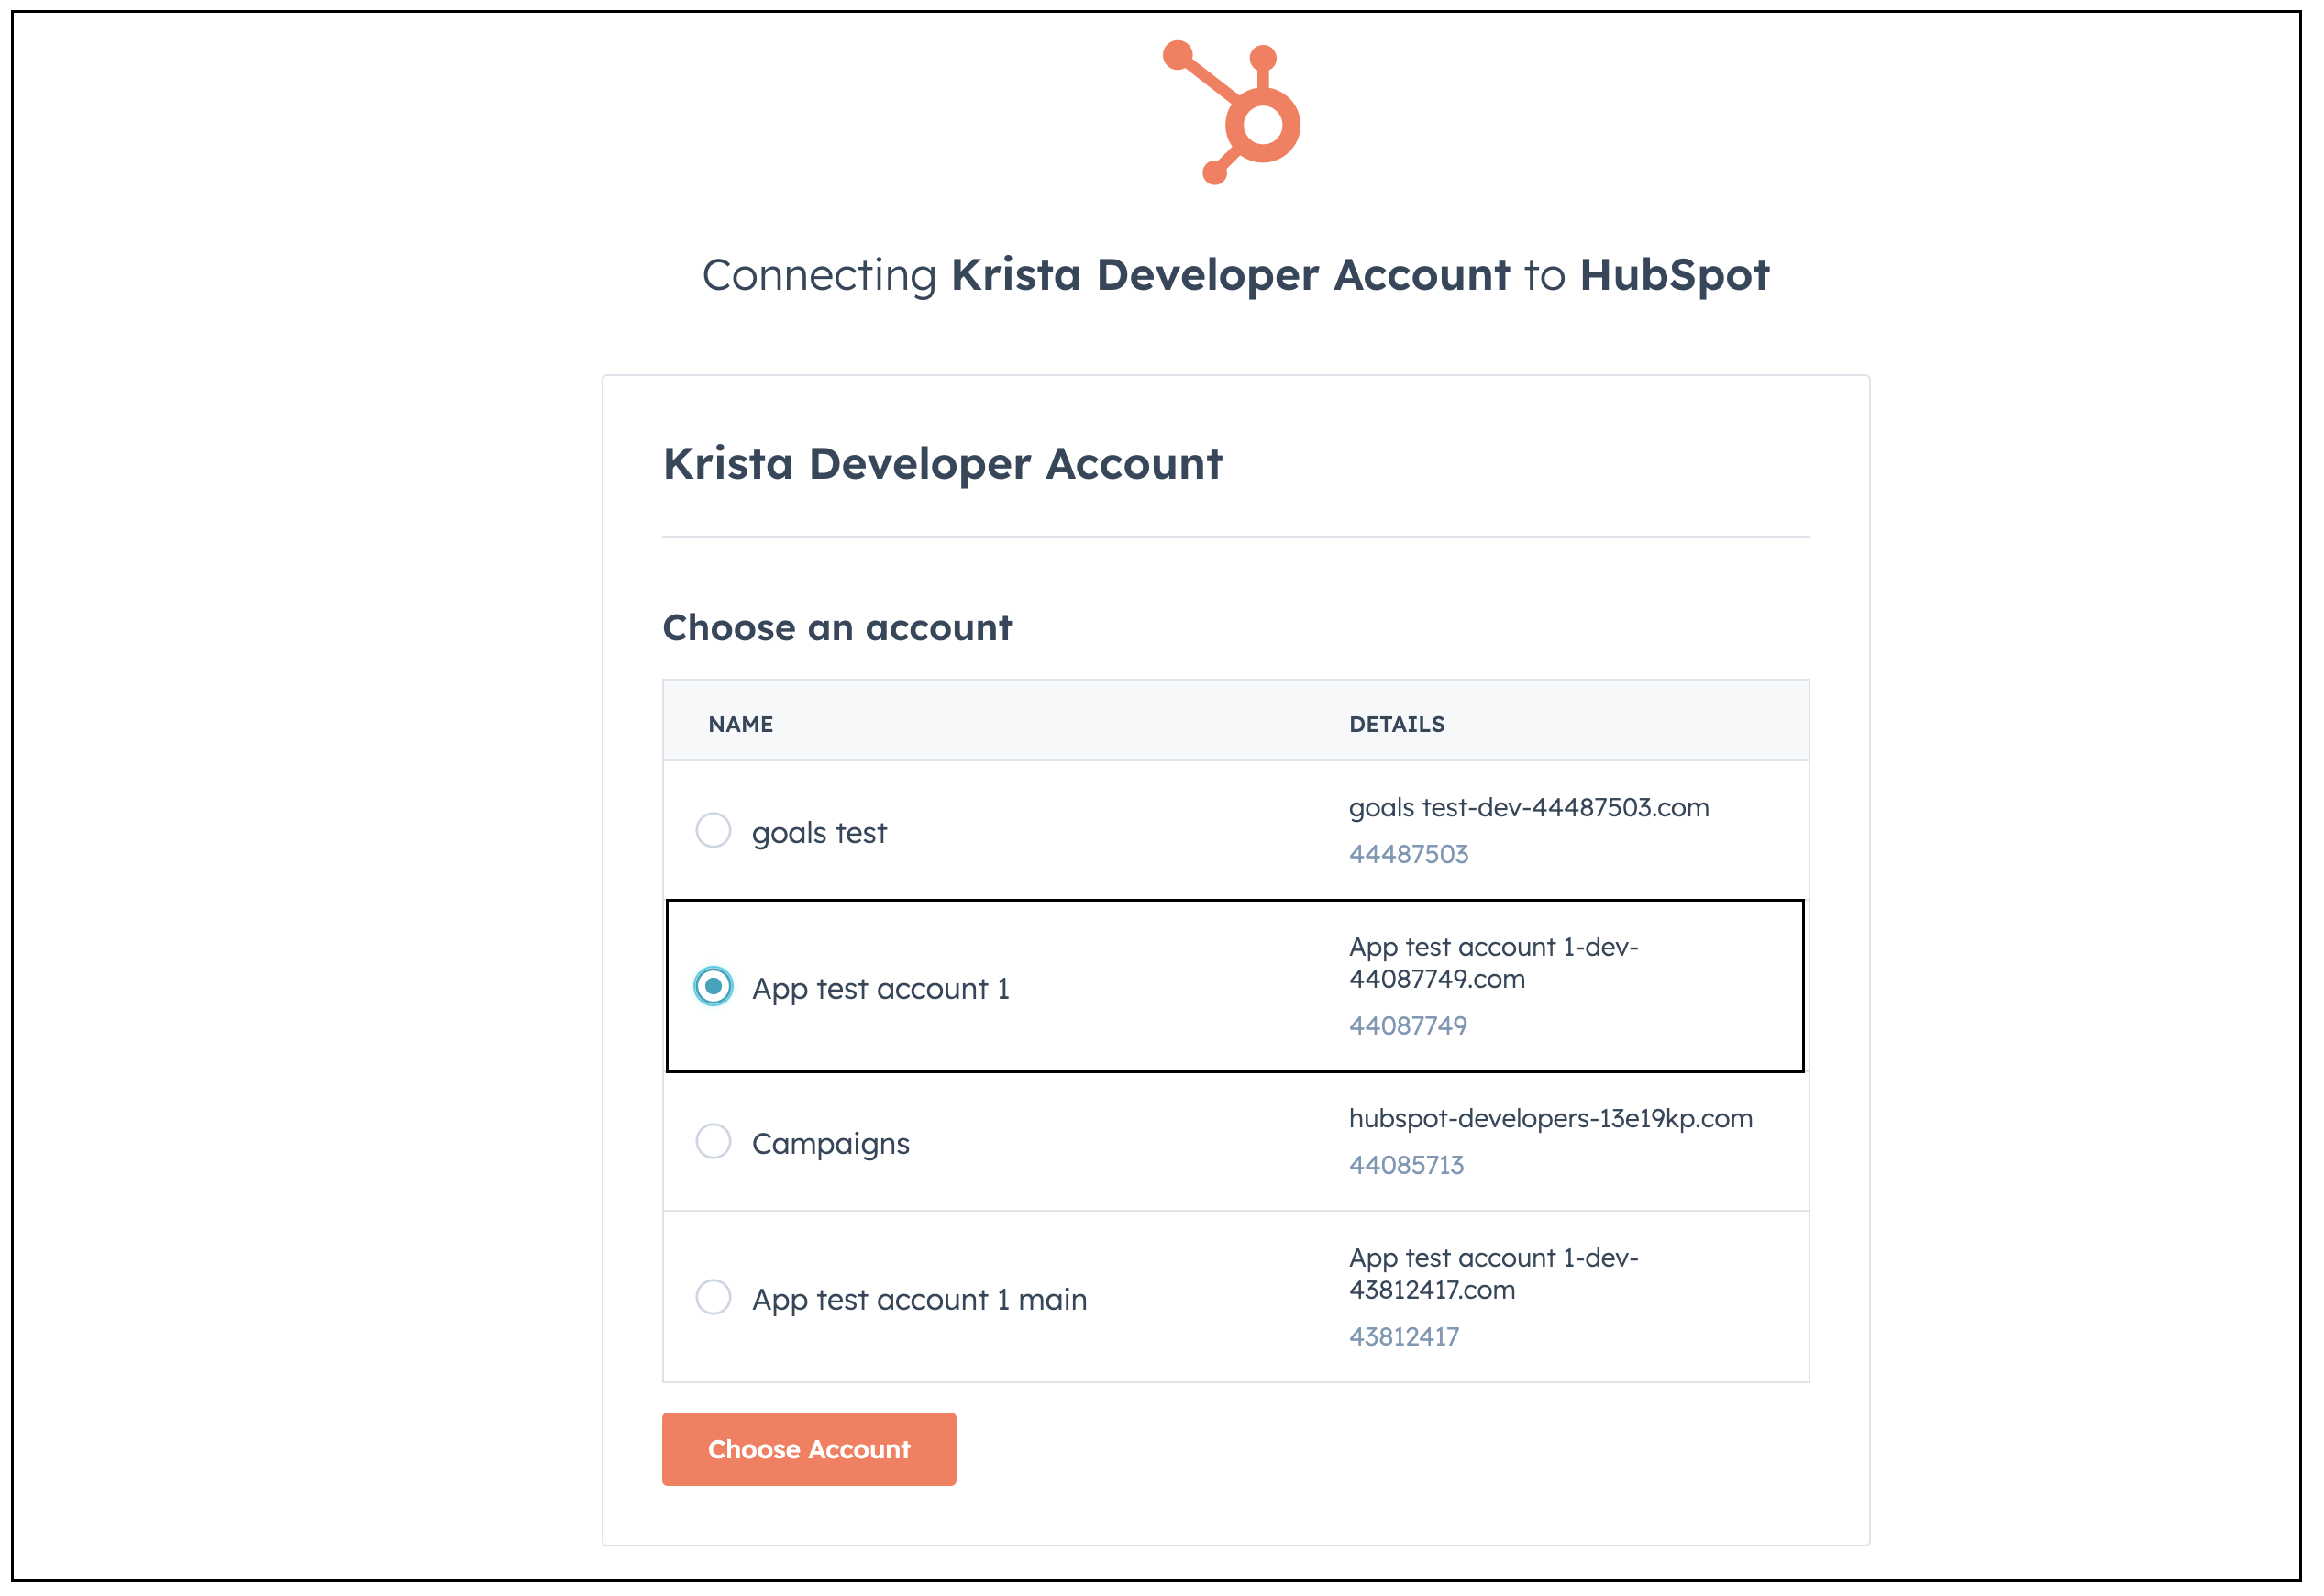 Connecting Krista Developer Account to HubSpot
Krista Developer Account
Choose an account
NAME DETAILS
goals test
goals test-dev-44487503.com
44487503
App test account 1
App test account 1-dev-
44087749.com
44087749
Campaigns
hubspot-developers-13e19kp.com
44085713
App test account 1 main
App test account 1-dev-
43812417.com
43812417
Choose Account